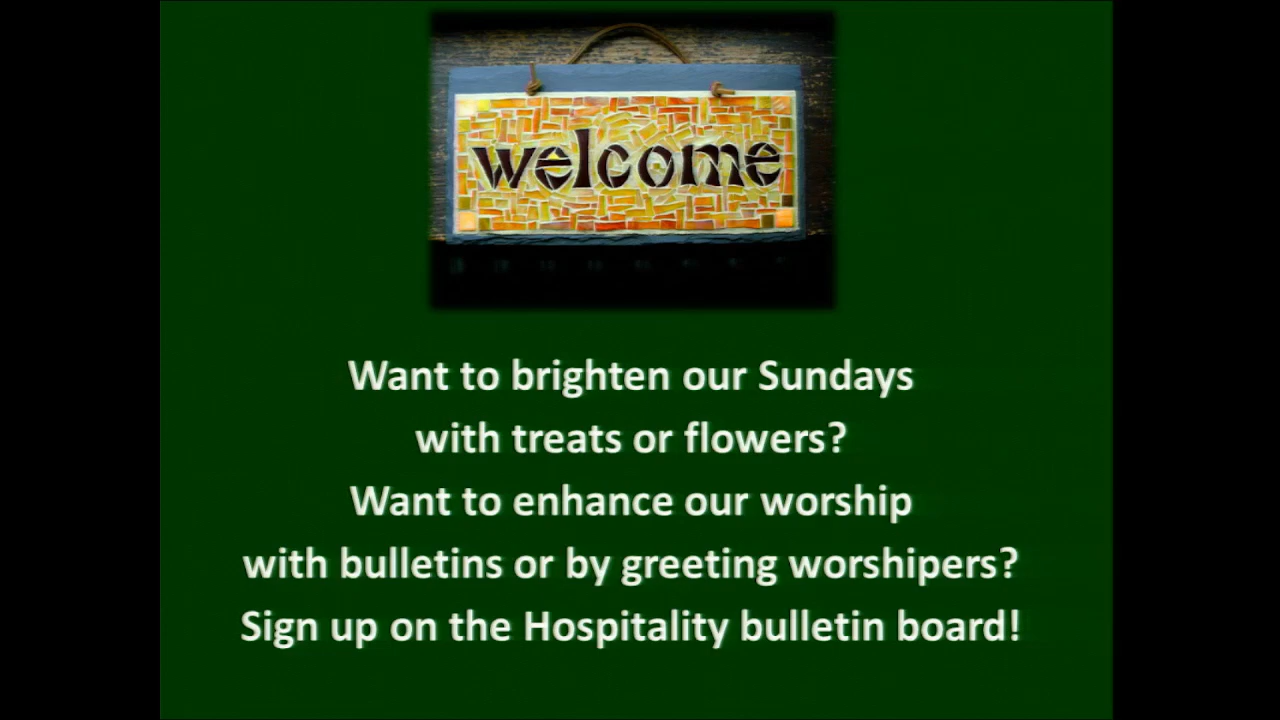 welcome
Want to brighten our Sundays
with treats or flowers?
Want to enhance our worship
with bulletins or by greeting worshipers?
Sign up on the Hospitality bulletin board!